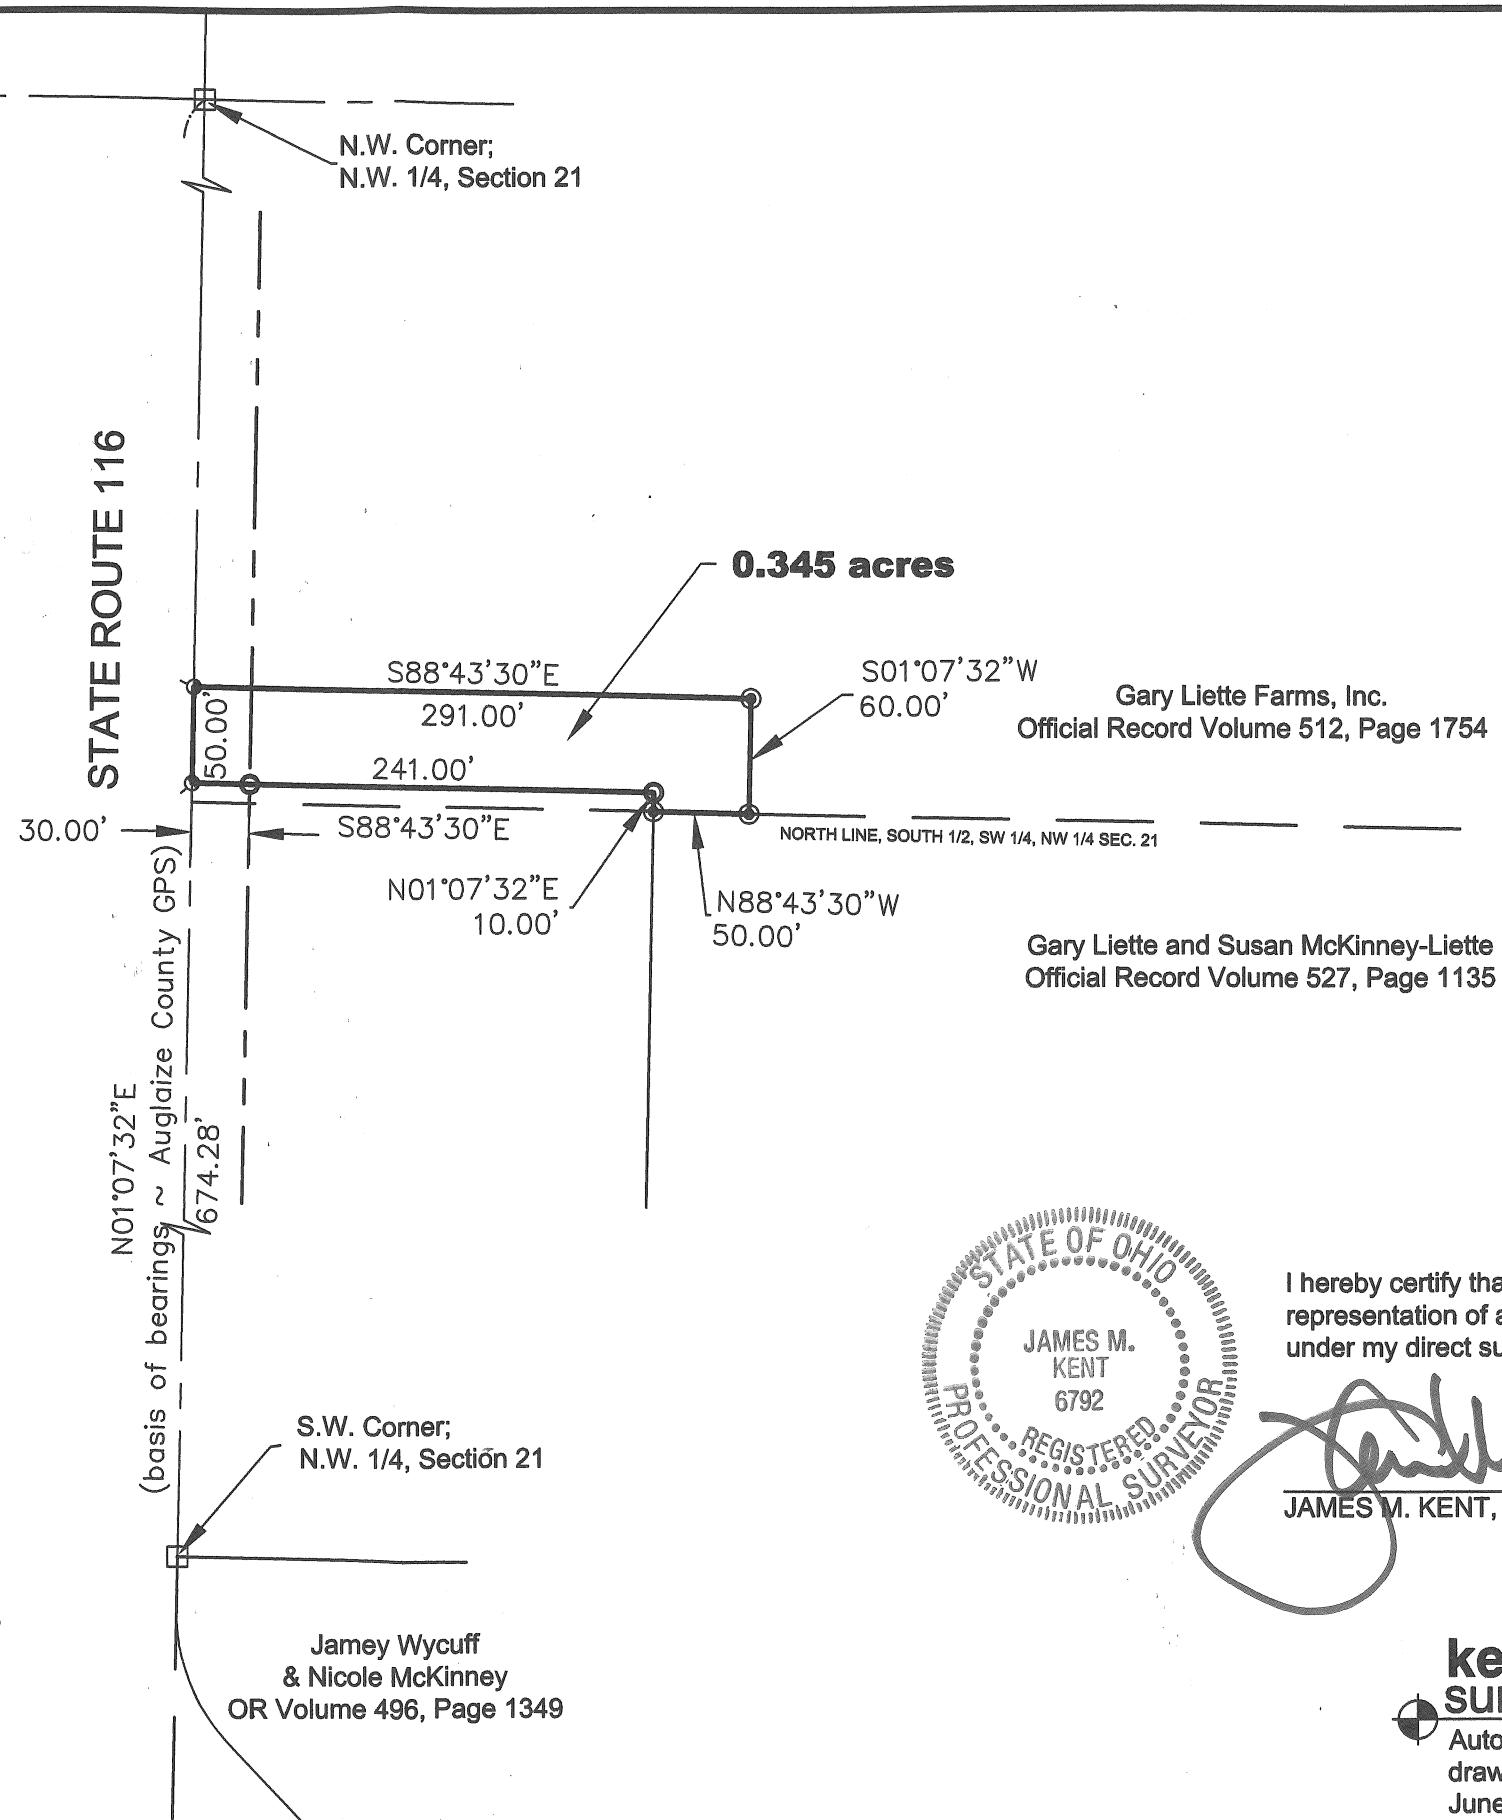 N.W. Corner;
N.W. 1/4, Section 21
STATE ROUTE 116
0.345 acres
S88°43'30"E
291.00'
50.00'
S01°07'32"W
60.00'
Gary Liette Farms, Inc.
Official Record Volume 512, Page 1754
241.00'
S88°43'30"E
30.00'
NORTH LINE, SOUTH 1/2, SW 1/4, NW 1/4 SEC. 21
N01°07'32"E
10.00'
N88°43'30"W
50.00'
Gary Liette and Susan McKinney-Liette
Official Record Volume 527, Page 1135
N01°07'32"E
(basis of bearings ~ Auglaize County GPS)
674.28'
STATE OF OHIO
JAMES M.
KENT
6792
REGISTERED
PROFESSIONAL SURVEYOR
I hereby certify tha
representation of a
under my direct su
JAMES M. KENT,
S.W. Corner;
N.W. 1/4, Section 21
Jamey Wycuff
& Nicole McKinney
OR Volume 496, Page 1349
ke
SU
Auto
draw
June